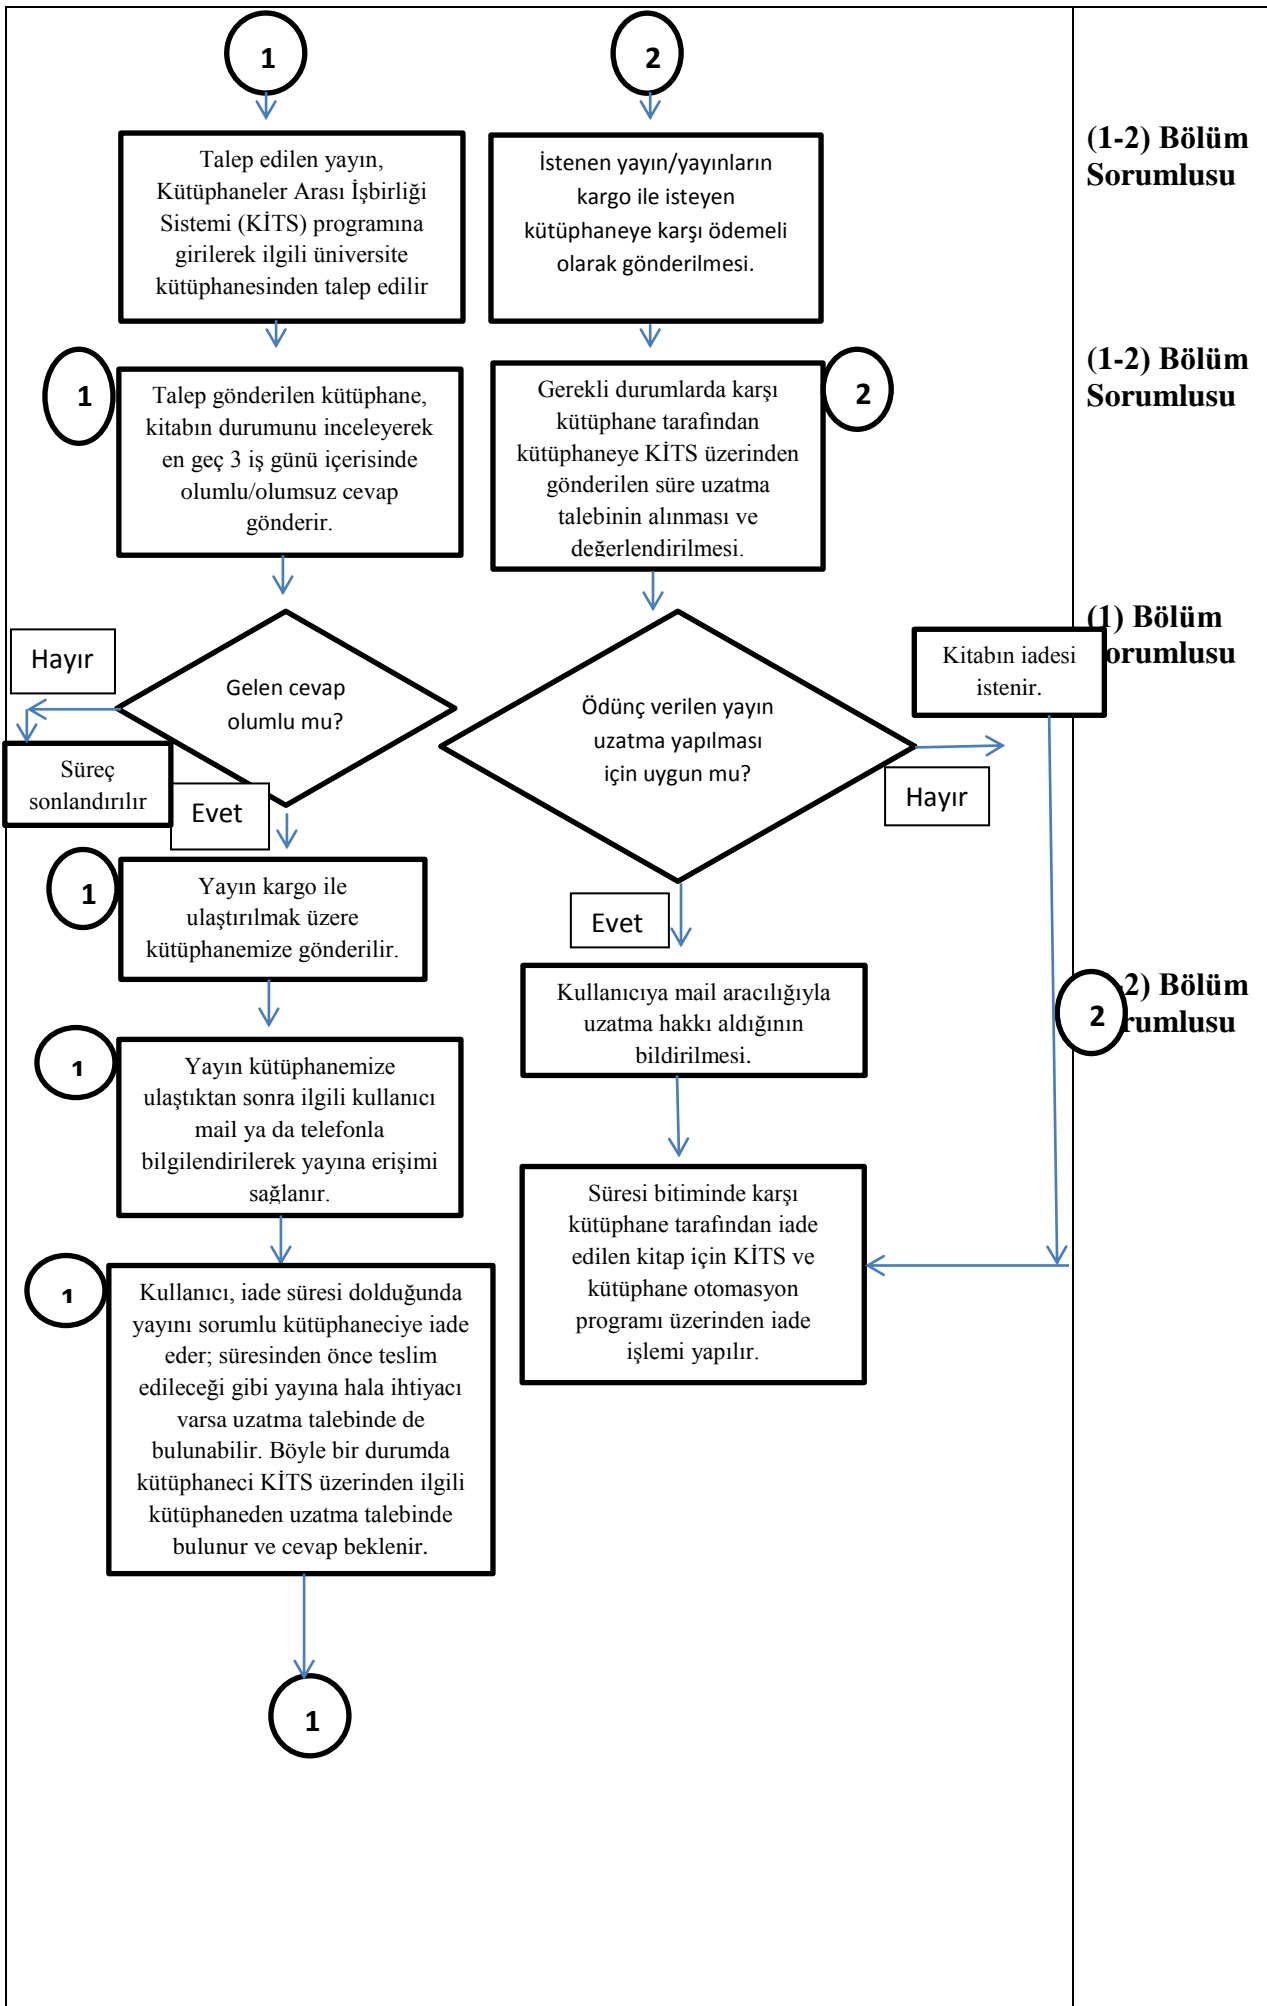 1
2
Talep edilen yayın,
Kütüphaneler Arası İşbirliği
Sistemi (KİTS) programına
girilerek ilgili üniversite
kütüphanesinden talep edilir
İstenen yayın/yayınların
kargo ile isteyen
kütüphaneye karşı ödemeli
olarak gönderilmesi.
(1-2) Bölüm
Sorumlusu
1
Talep gönderilen kütüphane,
kitabın durumunu inceleyerek
en geç 3 iş günü içerisinde
olumlu/olumsuz cevap
gönderir.
Gerekli durumlarda karşı
kütüphane tarafından
kütüphaneye KİTS üzerinden
gönderilen süre uzatma
talebinin alınması ve
değerlendirilmesi.
2
(1-2) Bölüm
Sorumlusu
Hayır
Gelen cevap
olumlu mu?
Süreç
sonlandırılır
Evet
Ödünç verilen yayın
uzatma yapılması
için uygun mu?
Hayır
Kitabın iadesi
istenir.
(1) Bölüm
orumlusu
1
Yayın kargo ile
ulaştırılmak üzere
kütüphanemize gönderilir.
Evet
Kullanıcıya mail aracılığıyla
uzatma hakkı aldığının
bildirilmesi.
2
2) Bölüm
rumlusu
1
Yayın kütüphanemize
ulaştıktan sonra ilgili kullanıcı
mail ya da telefonla
bilgilendirilerek yayına erişimi
sağlanır.
Süresi bitiminde karşı
kütüphane tarafından iade
edilen kitap için KİTS ve
kütüphane otomasyon
programı üzerinden iade
işlemi yapılır.
1
Kullanıcı, iade süresi dolduğunda
yayını sorumlu kütüphaneciye iade
eder; süresinden önce teslim
edileceği gibi yayına hala ihtiyacı
varsa uzatma talebinde de
bulunabilir. Böyle bir durumda
kütüphaneci KİTS üzerinden ilgili
kütüphaneden uzatma talebinde
bulunur ve cevap beklenir.
1